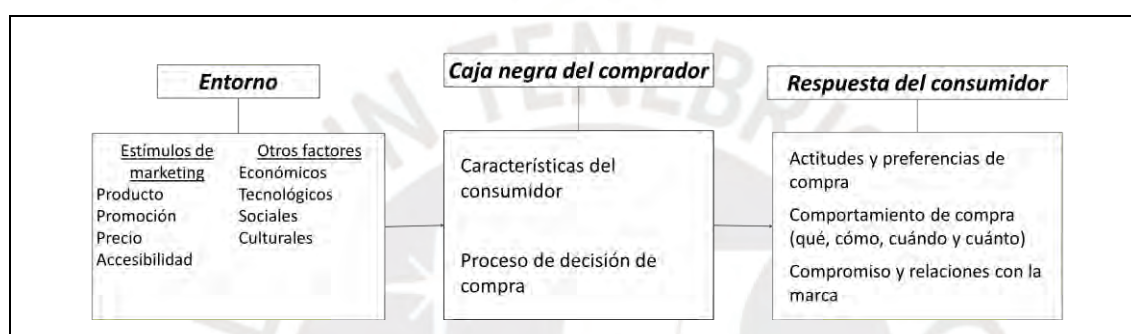 Entorno
Caja negra del comprador
Respuesta del consumidor
Estímulos de
marketing
Producto
Promoción
Precio
Accesibilidad
Otros factores
Económicos
Tecnológicos
Sociales
Culturales
Características del
consumidor
Proceso de decisión de
compra
Actitudes y preferencias de
compra
Comportamiento de compra
(qué, cómo, cuándo y cuánto)
Compromiso y relaciones con la
marca